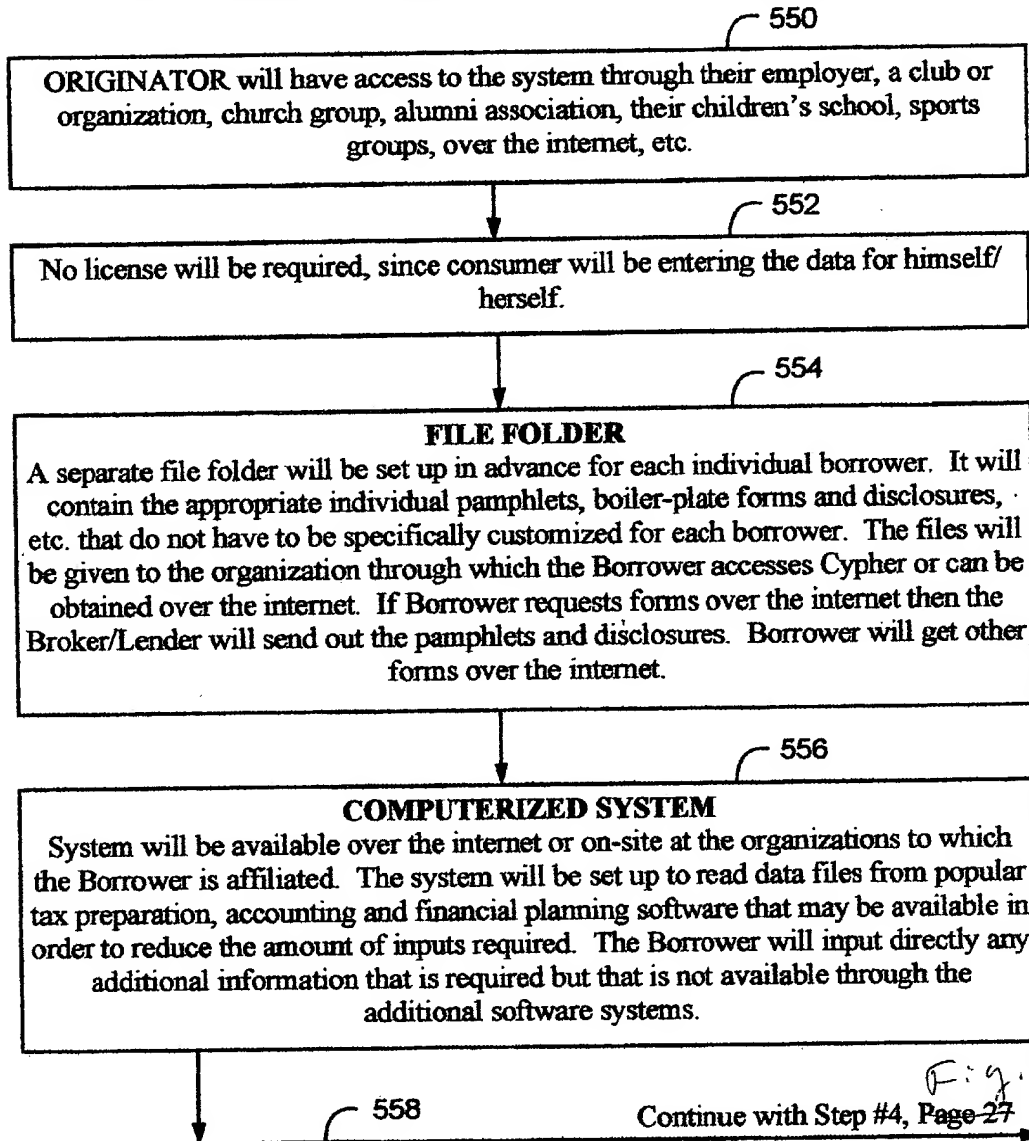 550
ORIGINATOR will have access to the system through their employer, a club or
organization, church group, alumni association, their children's school, sports
groups, over the internet, etc.
552
No license will be required, since consumer will be entering the data for himself/
herself.
554
FILE FOLDER
A separate file folder will be set up in advance for each individual borrower. It will
contain the appropriate individual pamphlets, boiler-plate forms and disclosures,
etc. that do not have to be specifically customized for each borrower. The files will
be given to the organization through which the Borrower accesses Cypher or can be
obtained over the internet. If Borrower requests forms over the internet then the
Broker/Lender will send out the pamphlets and disclosures. Borrower will get other
forms over the internet.
556
COMPUTERIZED SYSTEM
System will be available over the internet or on-site at the organizations to which
the Borrower is affiliated. The system will be set up to read data files from popular
tax preparation, accounting and financial planning software that may be available in
order to reduce the amount of inputs required. The Borrower will input directly any
additional information that is required but that is not available through the
additional software systems.
Fig.
558
Continue with Step #4, Page 27